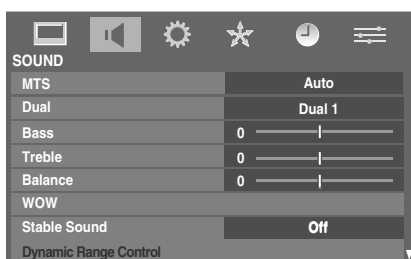 SOUND
MTS Auto
Dual Dual 1
Bass 0
Treble 0
Balance 0
WOW
Stable Sound Off
Dynamic Range Control